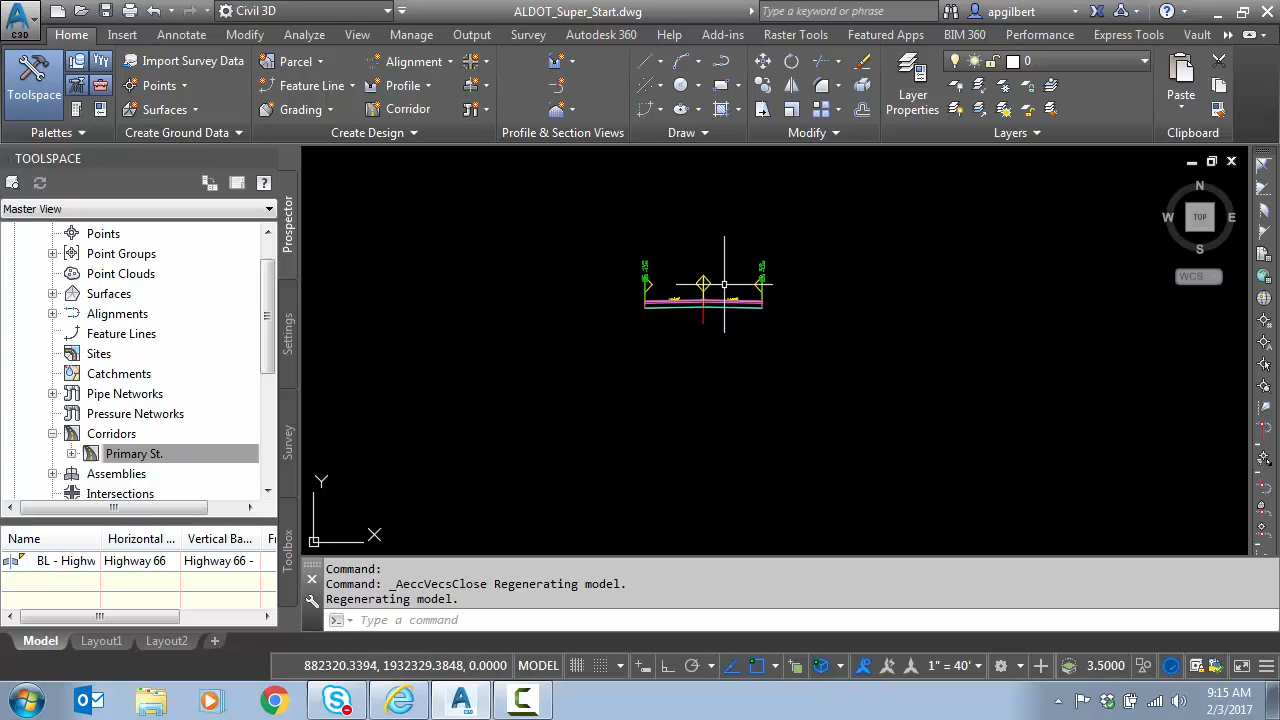 Civil 3D
ALDOT_Super_Start.dwg
Type a keyword or phrase
apgilbert
C3D
Home
Insert
Annotate
Modify
Analyze
View
Manage
Output
Survey
Autodesk 360
Help
Add-ins
Raster Tools
Featured Apps
BIM 360
Performance
Express Tools
Vault
Toolspace
Import Survey Data
Points
Surfaces
Parcel
Feature Line
Grading
Alignment
Profile
Corridor
Layer
Properties
0
Paste
Palettes
Create Ground Data
Create Design
Profile & Section Views
Draw
Modify
Layers
Clipboard
TOOLSPACE
Master View
Points
Point Groups
Point Clouds
Surfaces
Alignments
Feature Lines
Sites
Catchments
Pipe Networks
Pressure Networks
Corridors
Primary St.
Assemblies
Intersections
Prospector
Settings
Survey
Toolbox
Name
Horizontal ...
Vertical Ba...
BL - Highw
Highway 66
Highway 66 -
N
W
TOP
E
S
WCS
Y
X
Command:
Command: _AeccVecsClose Regenerating model.
Regenerating model.
Type a command
Model
Layout1
Layout2
+
882320.3394, 1932329.3848, 0.0000
MODEL
1" = 40'
3.5000
9:15 AM
2/3/2017